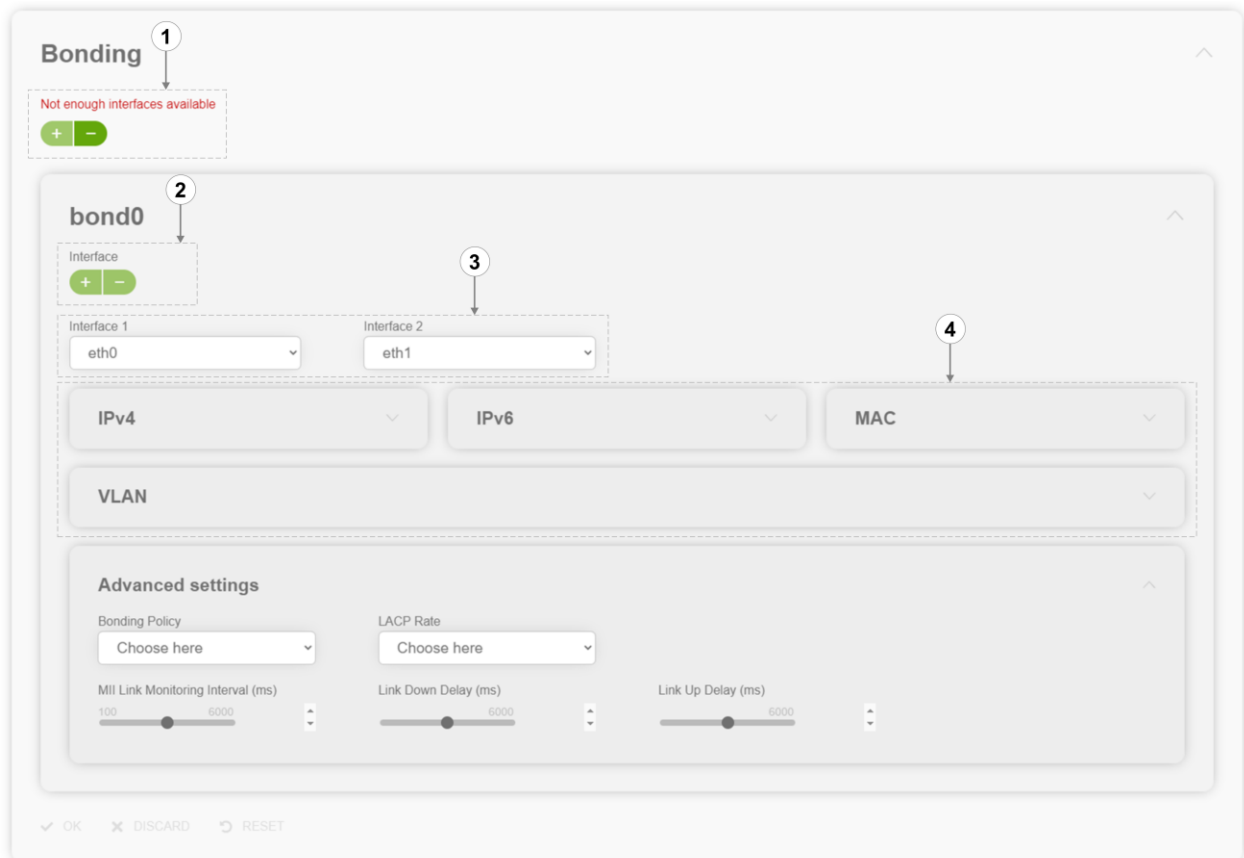 1
Bonding
Not enough interfaces available
+ −
2
bond0
Interface
+ −
3
Interface 1 Interface 2
eth0 eth1
4
IPv4 IPv6 MAC
VLAN
Advanced settings
Bonding Policy LACP Rate
Choose here Choose here
MII Link Monitoring Interval (ms) Link Down Delay (ms) Link Up Delay (ms)
100 6000 6000 6000
OK DISCARD RESET